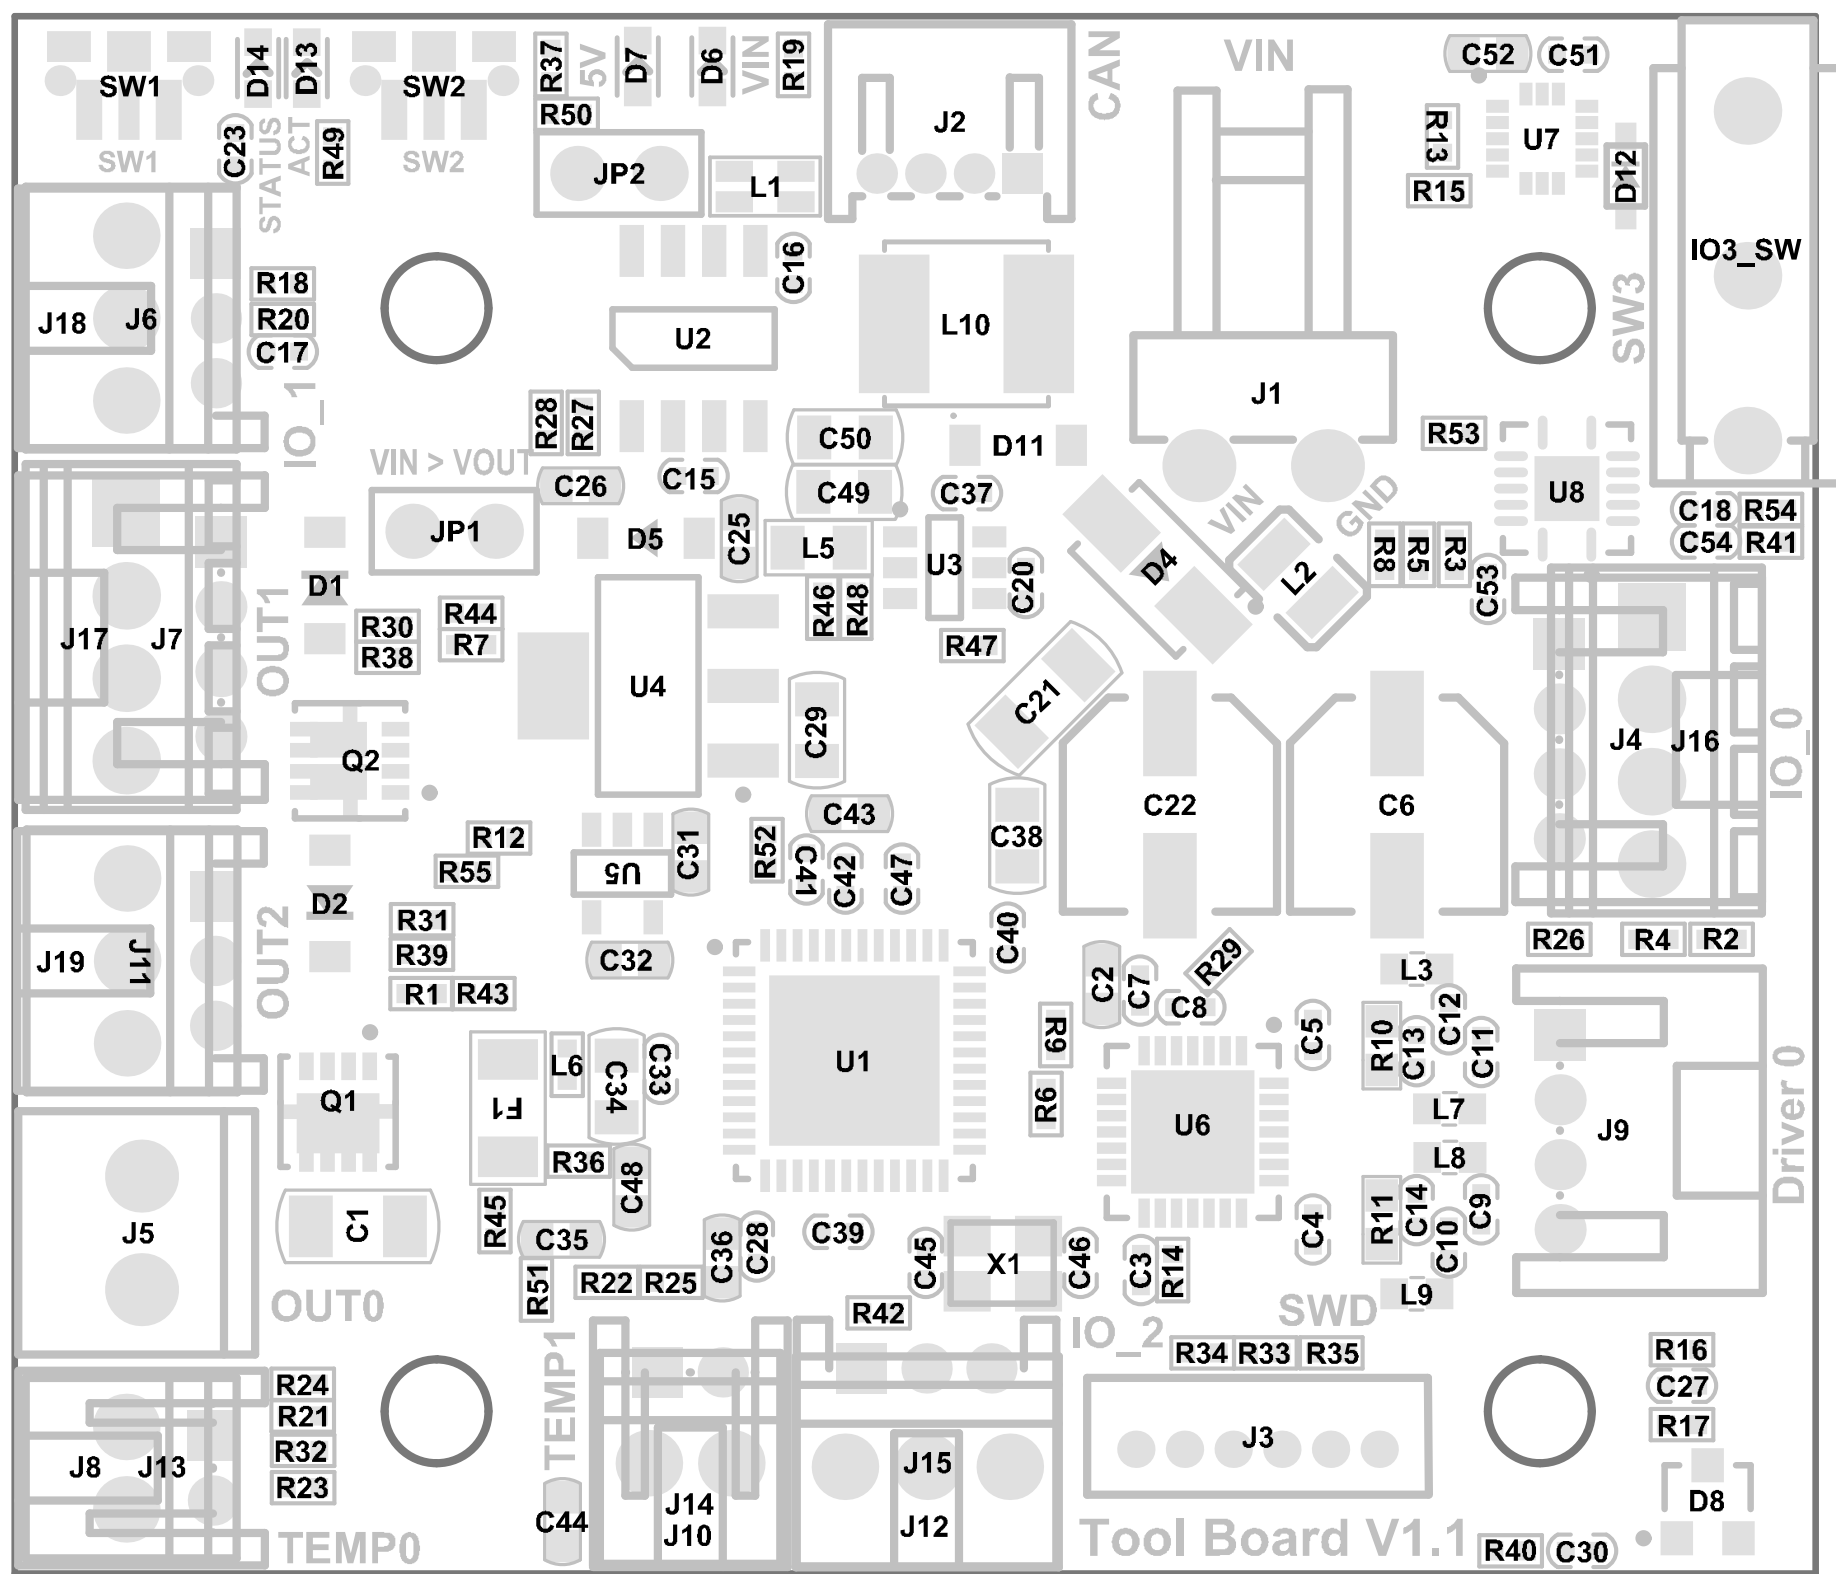 SW1
D14
D13
SW2
R37
5V
D7
D6
VIN
R19
CAN
VIN
C52
C51
R50
J2
R13
U7
SW1
C23
STATUS
ACT
R49
SW2
JP2
L1
R15
D12
IO3_SW
R18
C16
J18
J6
R20
U2
L10
SW3
C17
J1
IO_1
R28
R27
C50
D11
R53
VIN > VOUT
C26
C15
C49
C37
VIN
GND
U8
C18
R54
JP1
D5
C25
L5
U3
D4
L2
R8
R5
R3
C54
R41
D1
C20
C53
R44
R46
R48
J17
J7
OUT1
R30
R7
R47
R38
U4
C21
C29
Q2
J4
J16
IO_0
C43
C22
C6
R12
C38
R55
U5
C31
R52
C41
C42
C47
D2
R31
J19
J11
OUT2
R39
C32
C40
R26
R4
R2
R1
R43
C2
C7
R29
L3
C8
C12
R9
C5
R10
C13
C11
L6
C34
C33
U1
Q1
F1
R6
L7
U6
J9
Driver 0
R36
C48
L8
J5
C1
R45
C35
C36
C28
C39
C45
X1
C46
C3
R14
C4
R11
C14
C9
C10
R51
R22
R25
L9
OUT0
R42
IO_2
SWD
TEMP1
R34
R33
R35
R16
R24
C27
R21
R17
R32
J3
J8
J13
J15
R23
J14
D8
C44
J10
J12
TEMP0
Tool Board V1.1
R40
C30